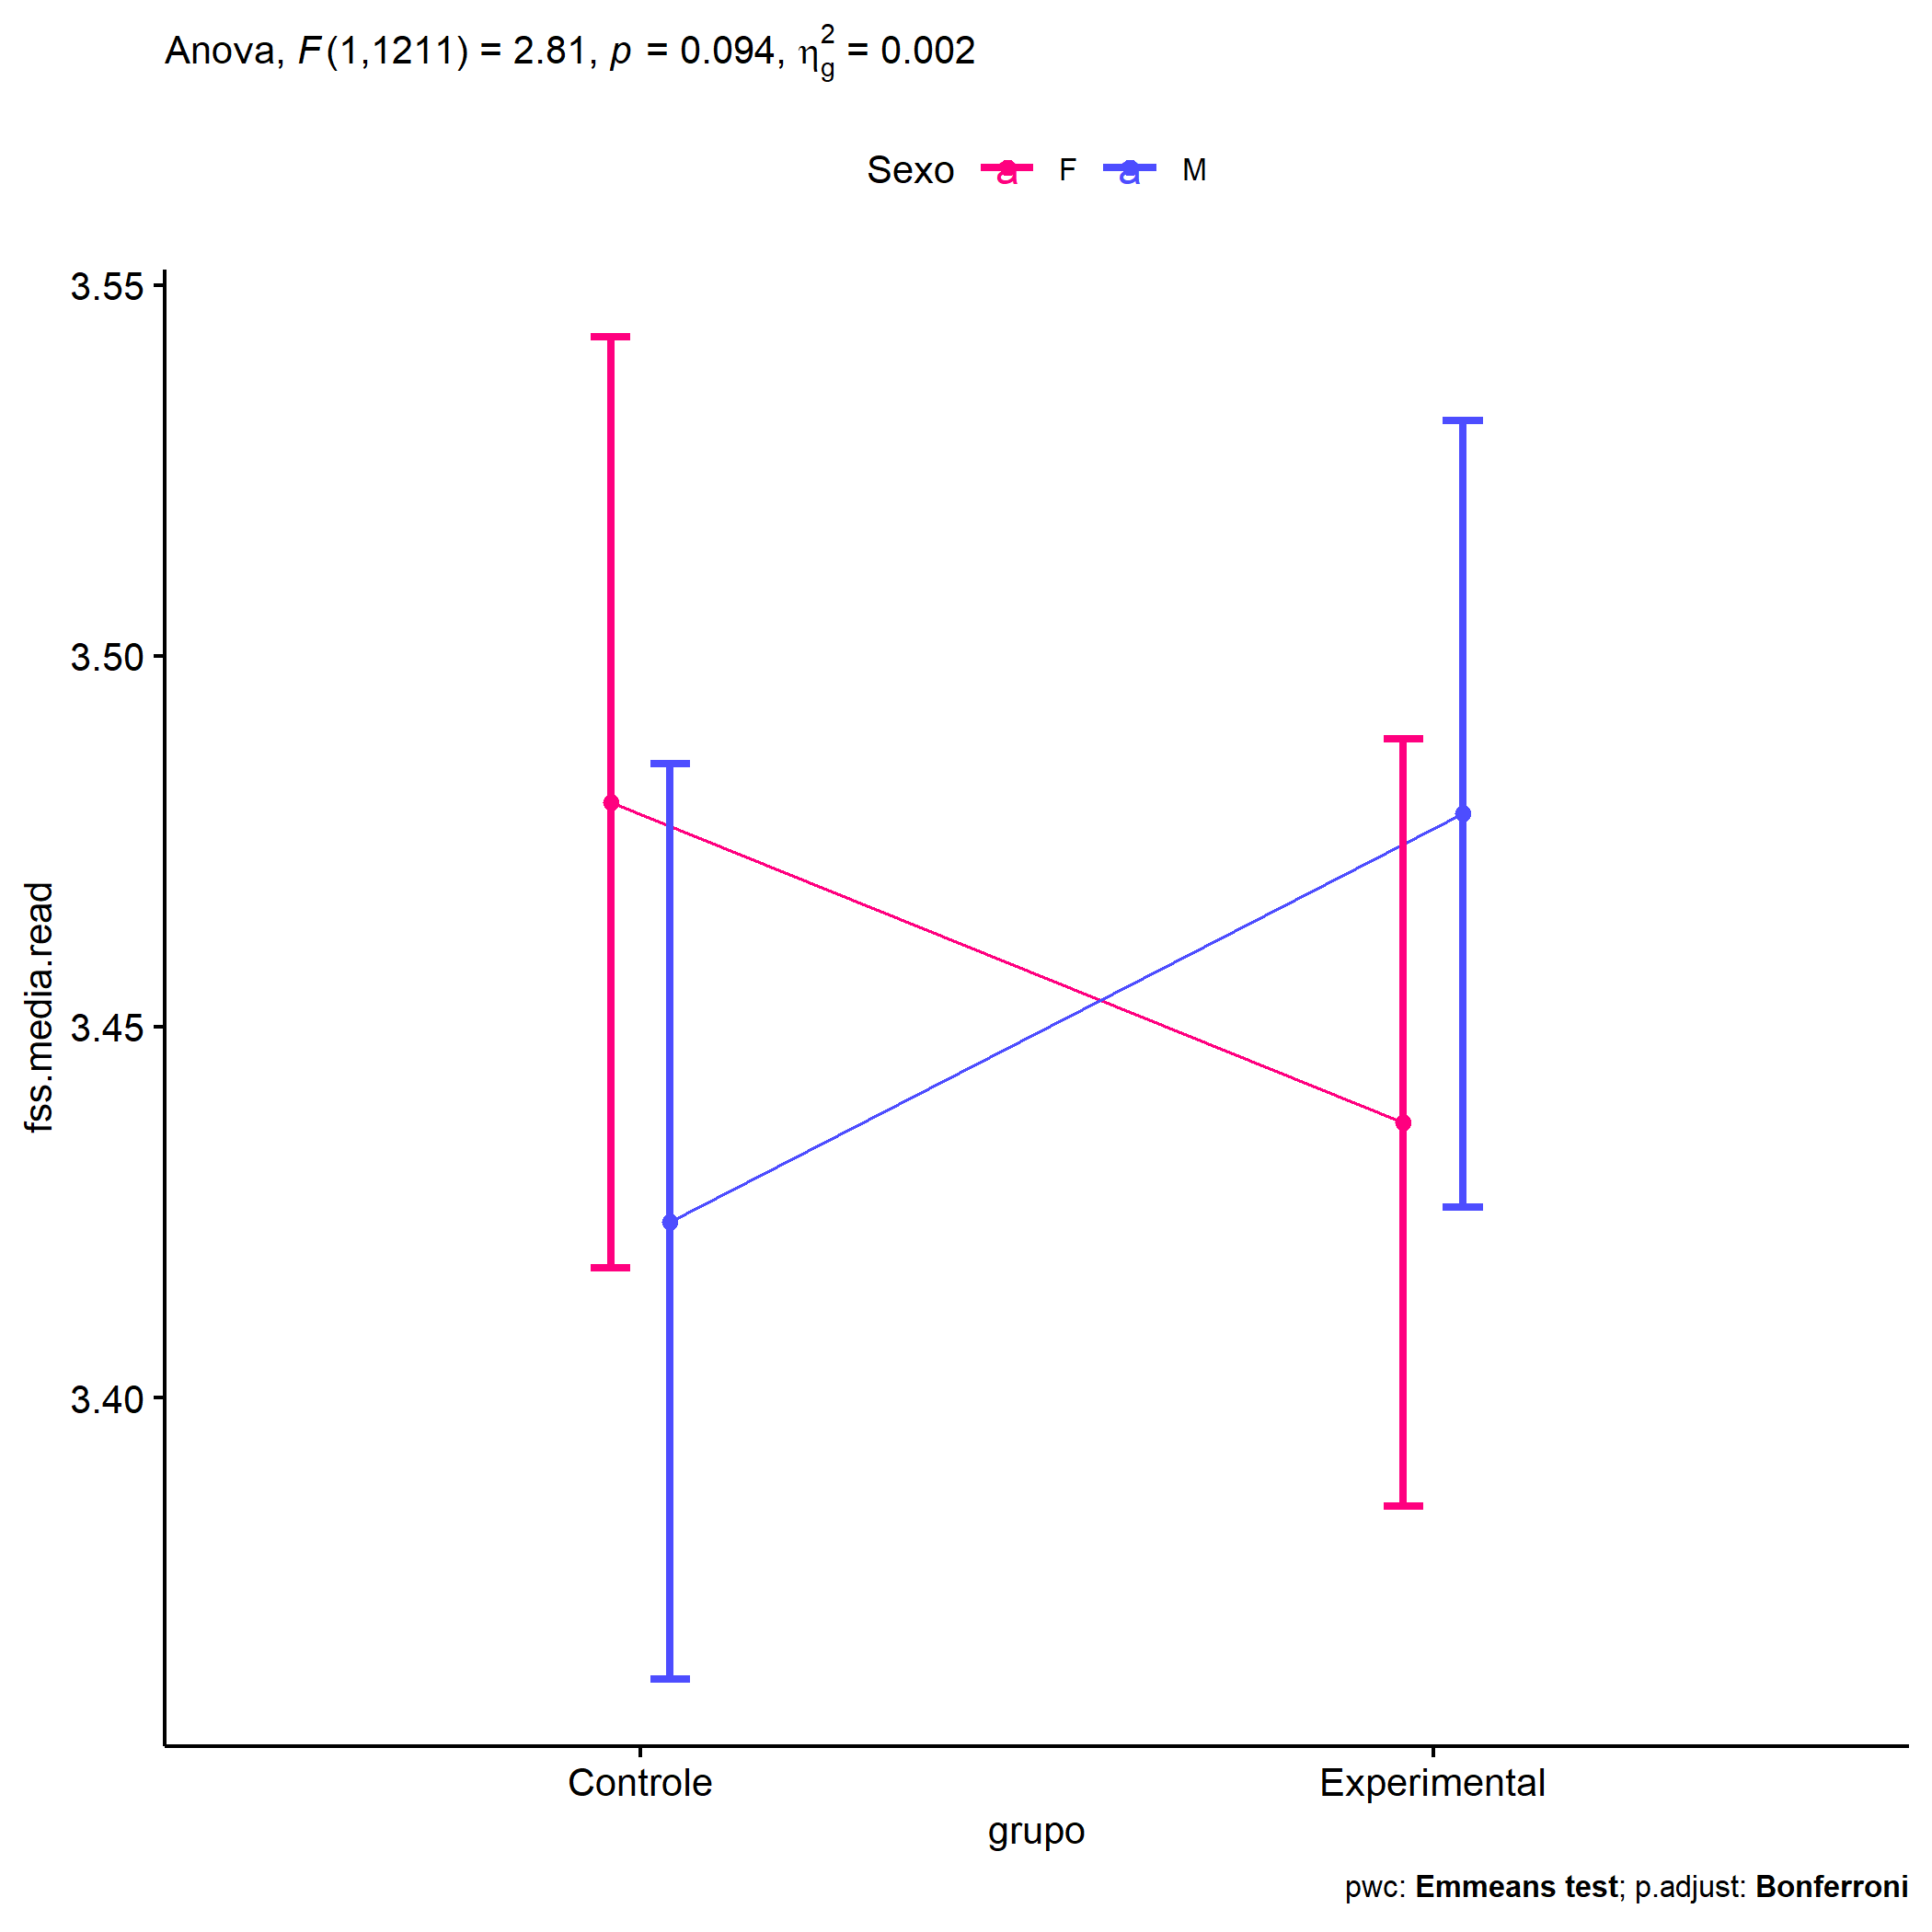 Anova, F(1,1211) = 2.81, p = 0.094, η²g = 0.002
Sexo a F a M
3.55
3.50
3.45
3.40
fss.media.read
Controle Experimental
grupo
pwc: Emmeans test; p.adjust: Bonferroni